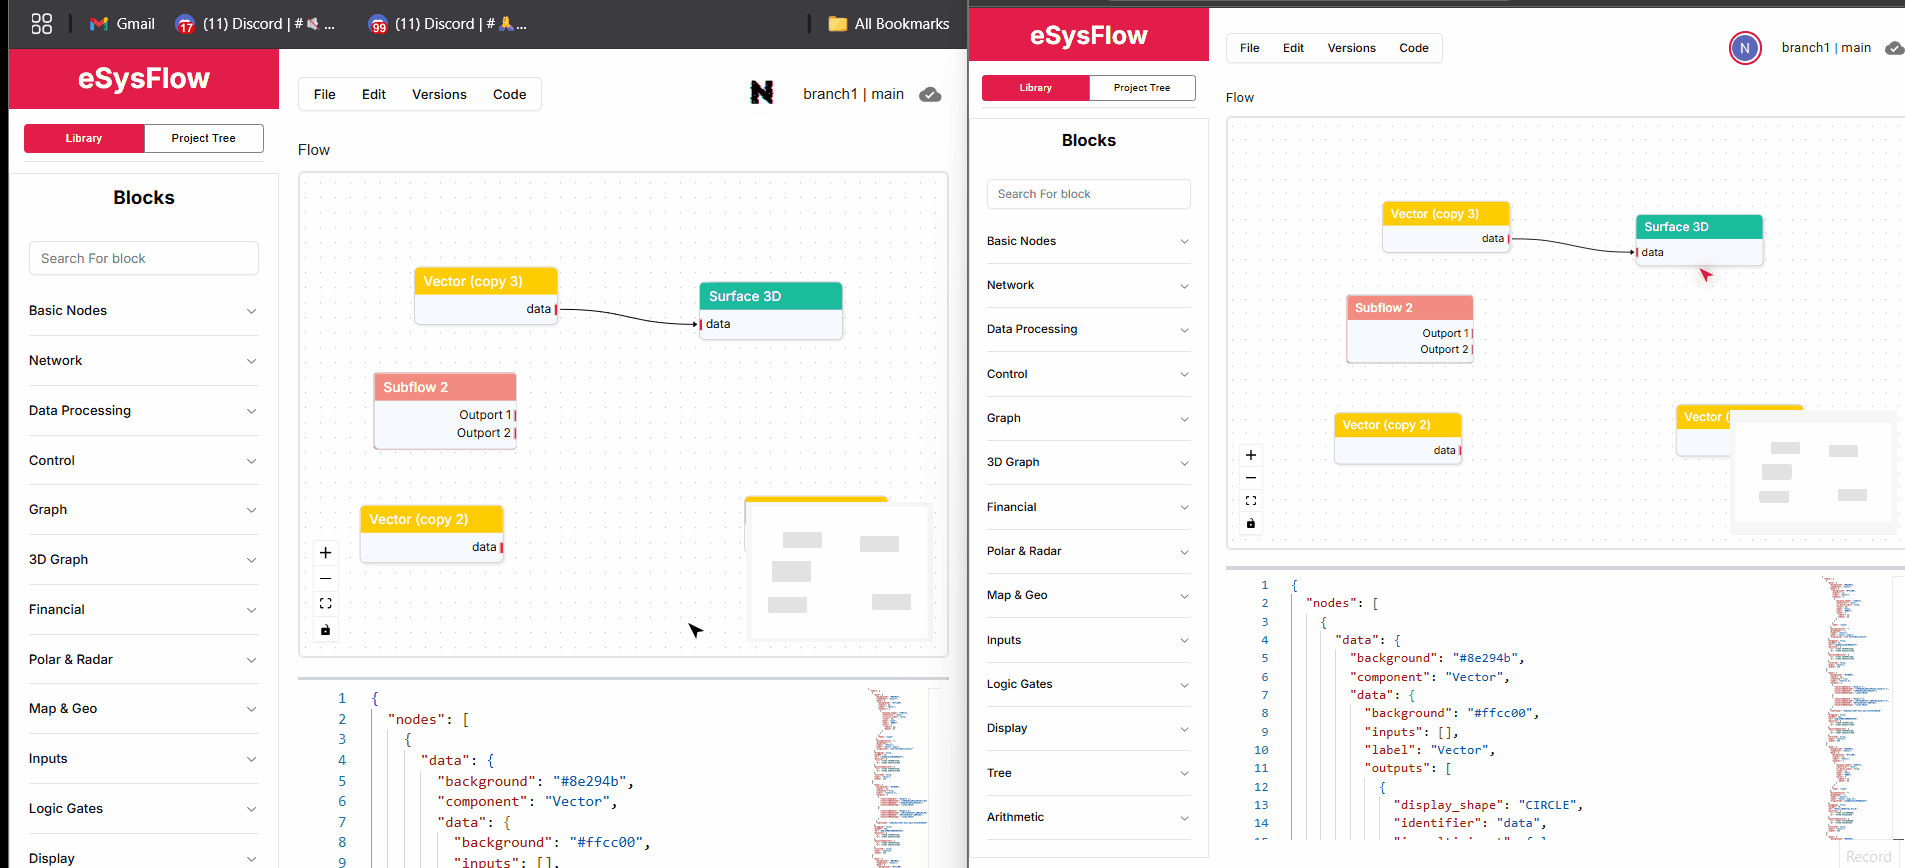 Gmail
17
(11) Discord | # 
...
99
(11) Discord | # 
...
All Bookmarks
eSysFlow
File
Edit
Versions
Code
N
branch1 | main
Library
Project Tree
Flow
Blocks
Search For block
Basic Nodes
Network
Data Processing
Control
Graph
3D Graph
Financial
Polar & Radar
Map & Geo
Inputs
Logic Gates
Display
Vector (copy 3)
data
Surface 3D
data
Subflow 2
Outport 1
Outport 2
Vector (copy 2)
data
1 {
2 "nodes": [
3 {
4 "data": {
5 "background": "#8e294b",
6 "component": "Vector",
7 "data": {
8 "background": "#ffcc00",
9 "inputs": [],
eSysFlow
File
Edit
Versions
Code
N
branch1 | main
Library
Project Tree
Flow
Blocks
Search For block
Basic Nodes
Network
Data Processing
Control
Graph
3D Graph
Financial
Polar & Radar
Map & Geo
Inputs
Logic Gates
Display
Tree
Arithmetic
Vector (copy 3)
data
Surface 3D
data
Subflow 2
Outport 1
Outport 2
Vector (copy 2)
data
Vector (
1 {
2 "nodes": [
3 {
4 "data": {
5 "background": "#8e294b",
6 "component": "Vector",
7 "data": {
8 "background": "#ffcc00",
9 "inputs": [],
10 "label": "Vector",
11 "outputs": [
12 {
13 "display_shape": "CIRCLE",
14 "identifier": "data",
Record